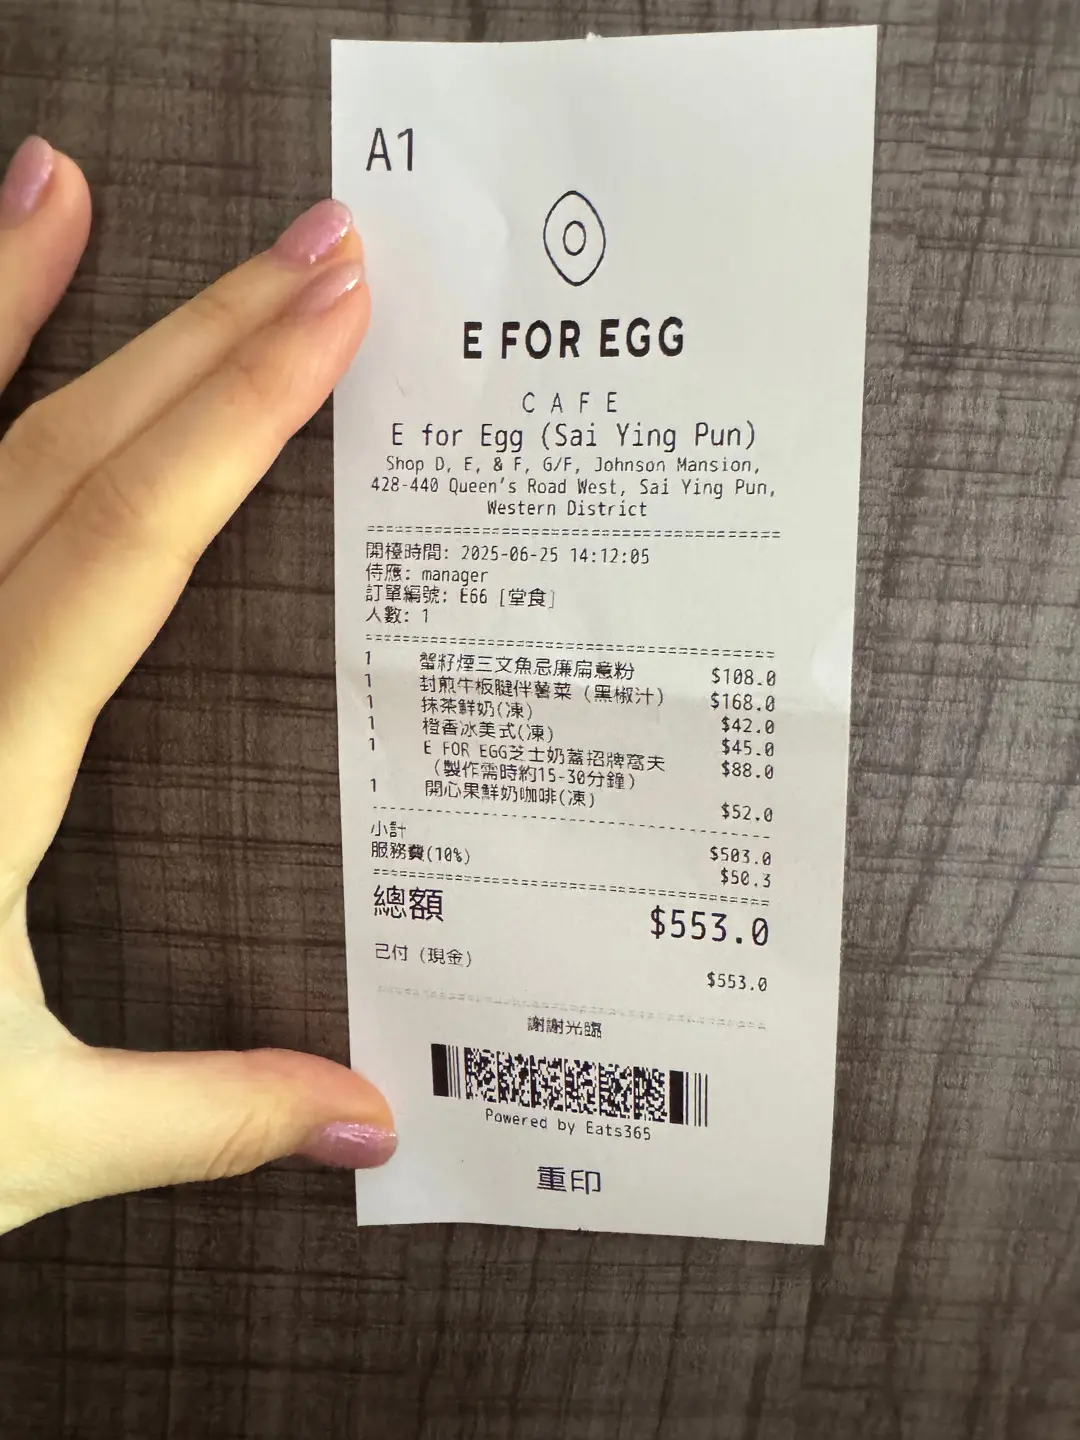 A1
E FOR EGG
CAFE
E for Egg (Sai Ying Pun)
Shop D, E, & F, G/F, Johnson Mansion,
428-440 Queen's Road West, Sai Ying Pun,
Western District
開檯時間: 2025-06-25 14:12:05
侍應: manager
訂單編號: E66 [堂食]
人數: 1
1 蟹籽煙三文魚忌廉扁意粉 $108.0
1 封煎牛板腱伴薯菜 (黑椒汁) $168.0
1 抹茶鮮奶(凍) $42.0
1 橙香冰美式(凍) $45.0
1 E FOR EGG芝士奶蓋招牌窩夫 $88.0
(製作需時約15-30分鐘)
1 開心果鮮奶咖啡(凍) $52.0
小計 $503.0
服務費(10%) $50.3
總額 $553.0
已付 (現金) $553.0
謝謝光臨
Powered by Eats365
重印